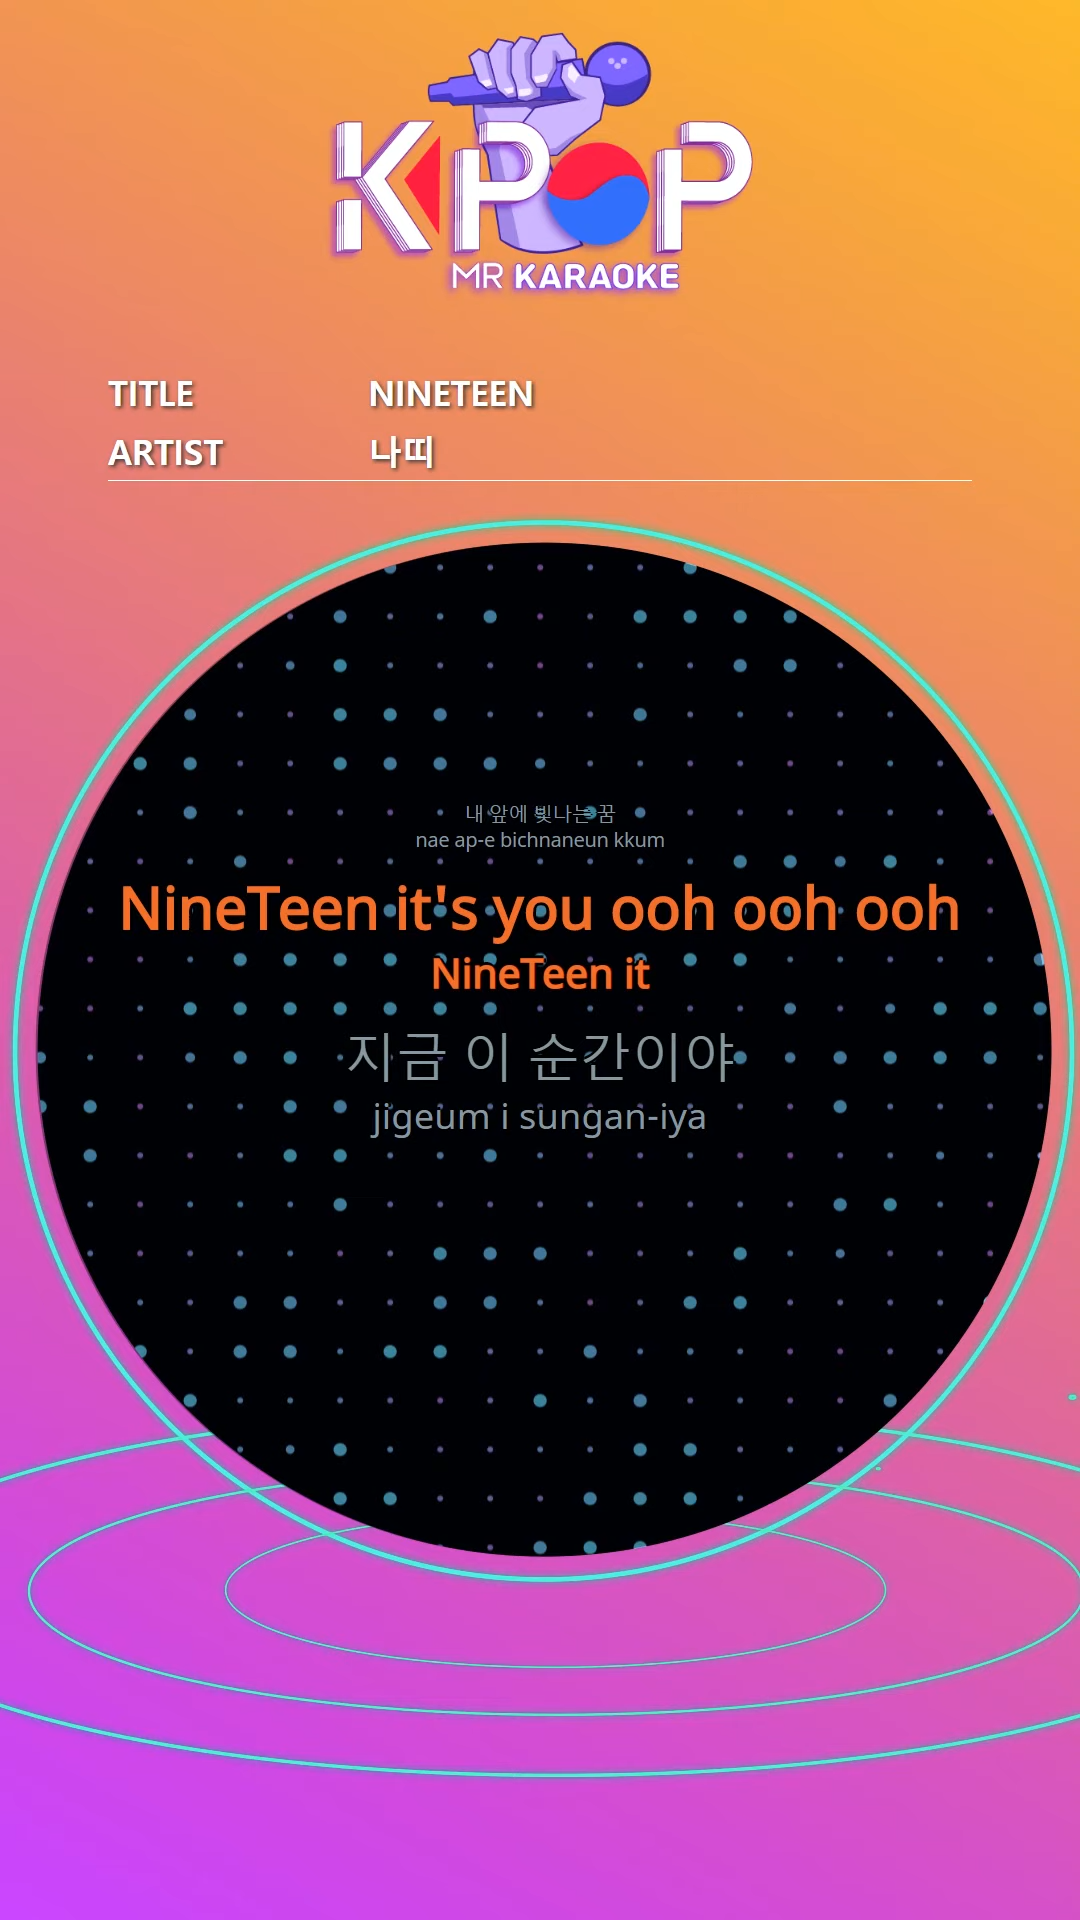 KPOP
MR KARAOKE
TITLE NINETEEN
ARTIST 나띠
내 앞에 빛나는 꿈
nae ap-e bichnaneun kkum
NineTeen it's you ooh ooh ooh
NineTeen it
지금 이 순간이야
jigeum i sungan-iya